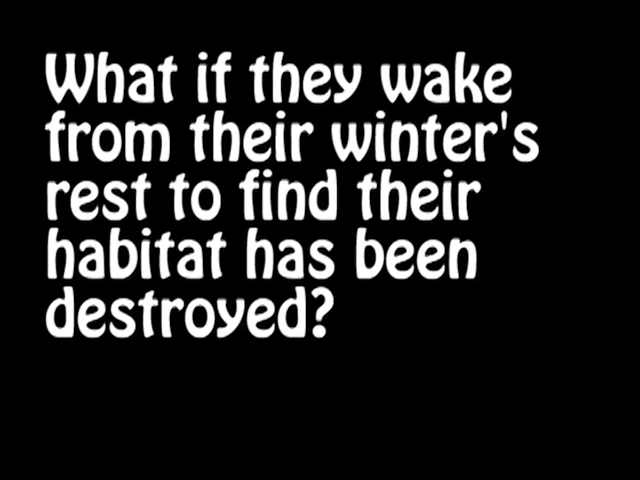 What if they wake
from their winter's
rest to find their
habitat has been
destroyed?